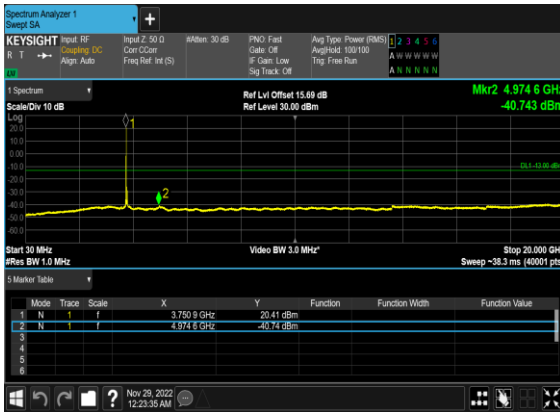 Spectrum Analyzer 1
Swept SA
+
KEYSIGHT
R T
LW
Input: RF
Coupling: DC
Align: Auto
Input Z: 50 Ω
Corr CCorr
Freq Ref: Int (S)
#Atten: 30 dB
PNO: Fast
Gate: Off
IF Gain: Low
Sig Track: Off
Avg Type: Power (RMS)
Avg|Hold: 100/100
Trig: Free Run
1 2 3 4 5 6
A W W W W W
A N N N N N
1 Spectrum
Scale/Div 10 dB
Ref Lvl Offset 15.69 dB
Ref Level 30.00 dBm
Mkr2 4.974 6 GHz
-40.743 dBm
Log
20.0
10.0
0.00
-10.0
-20.0
-30.0
-40.0
-50.0
-60.0
1
2
DL1 -13.00 dBm
Start 30 MHz
#Res BW 1.0 MHz
Video BW 3.0 MHz*
Stop 20.000 GHz
Sweep ~38.3 ms (40001 pts)
5 Marker Table
Mode Trace Scale X Y Function Function Width Function Value
1 N 1 f 3.750 9 GHz 20.41 dBm
2 N 1 f 4.974 6 GHz -40.74 dBm
3
4
5
6
?
Nov 29, 2022
12:23:35 AM